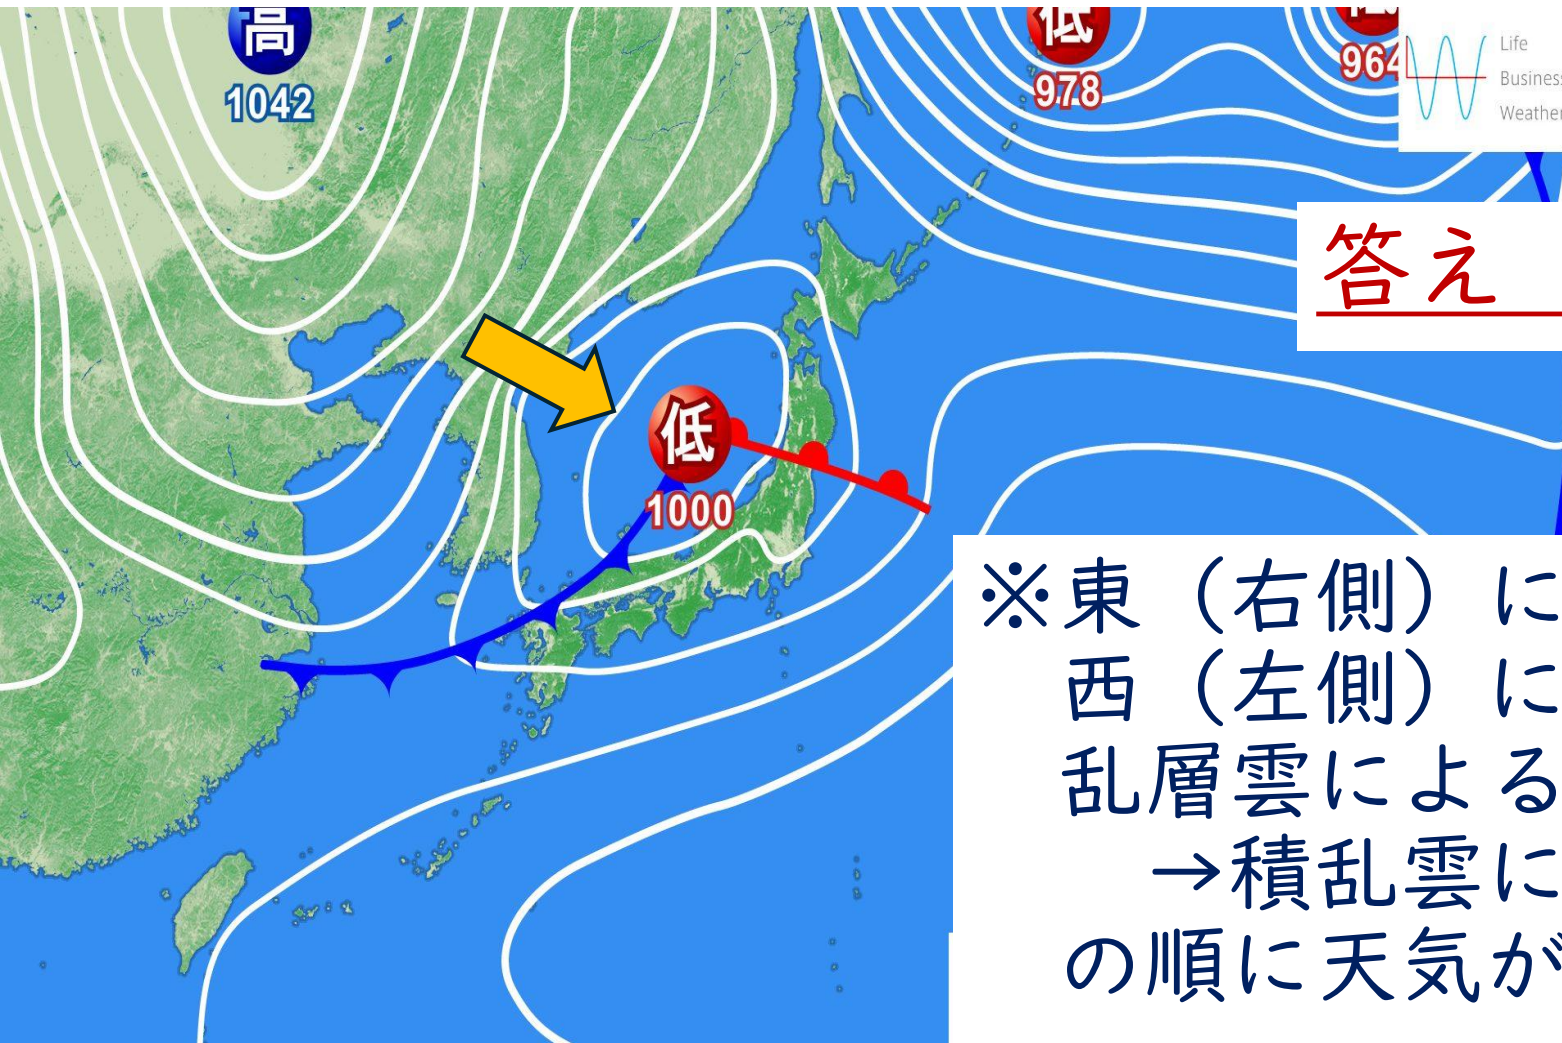 高
1042
低
978
964
Life
Business
Weather
答え
低
1000
※東（右側）に
西（左側）に
乱層雲による
→積乱雲に
の順に天気が